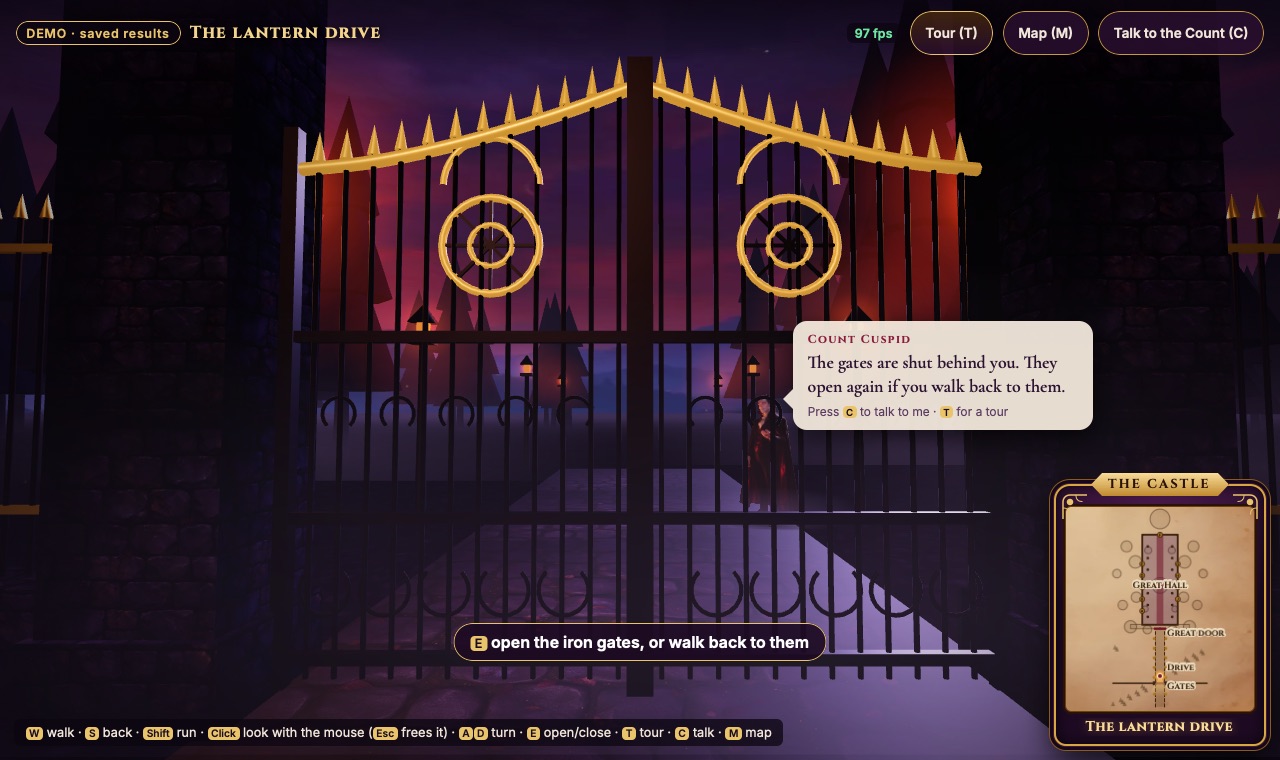 DEMO · saved results
The lantern drive
97 fps
Tour (T)
Map (M)
Talk to the Count (C)
Count Cuspid
The gates are shut behind you. They
open again if you walk back to them.
Press C to talk to me · T for a tour
The Castle
Great Hall
Great door
Drive
Gates
The lantern drive
E open the iron gates, or walk back to them
W walk · S back · Shift run · Click look with the mouse (Esc frees it) · A D turn · E open/close · T tour · C talk · M map